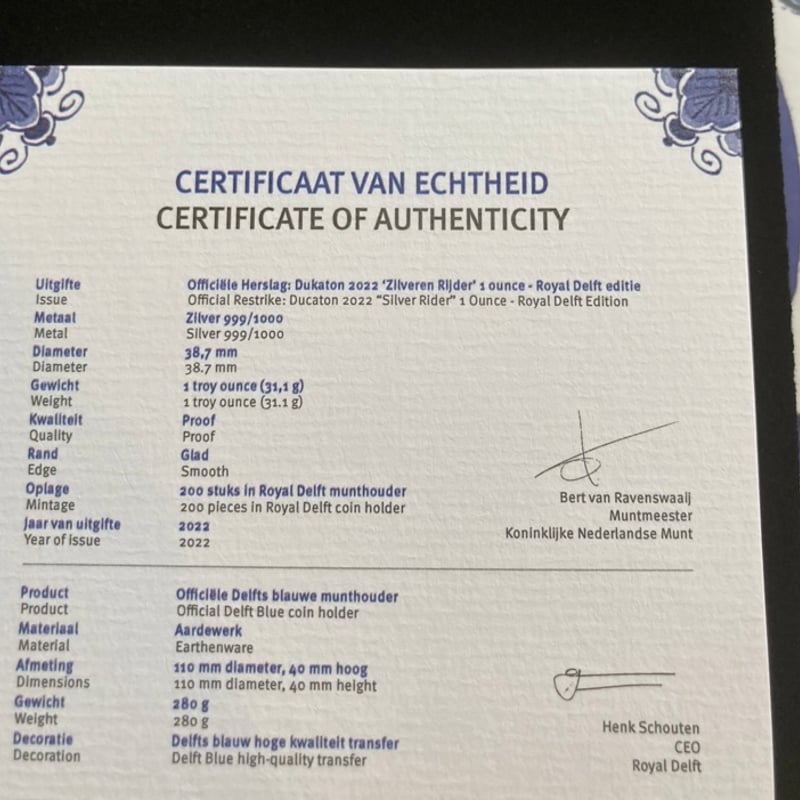 CERTIFICAAT VAN ECHTHEID
CERTIFICATE OF AUTHENTICITY
Uitgifte Officiële Herslag: Dukaton 2022 'Zilveren Rijder' 1 ounce - Royal Delft editie
Issue Official Restrike: Ducaton 2022 “Silver Rider” 1 Ounce - Royal Delft Edition
Metaal Zilver 999/1000
Metal Silver 999/1000
Diameter 38,7 mm
Diameter 38.7 mm
Gewicht 1 troy ounce (31,1 g)
Weight 1 troy ounce (31.1 g)
Kwaliteit Proof
Quality Proof
Rand Glad
Edge Smooth
Oplage 200 stuks in Royal Delft munthouder
Mintage 200 pieces in Royal Delft coin holder
Jaar van uitgifte 2022
Year of issue 2022
Bert van Ravenswaaij
Muntmeester
Koninklijke Nederlandse Munt
Product Officiële Delfts blauwe munthouder
Product Official Delft Blue coin holder
Materiaal Aardewerk
Material Earthenware
Afmeting 110 mm diameter, 40 mm hoog
Dimensions 110 mm diameter, 40 mm height
Gewicht 280 g
Weight 280 g
Decoratie Delfts blauw hoge kwaliteit transfer
Decoration Delft Blue high-quality transfer
Henk Schouten
CEO
Royal Delft